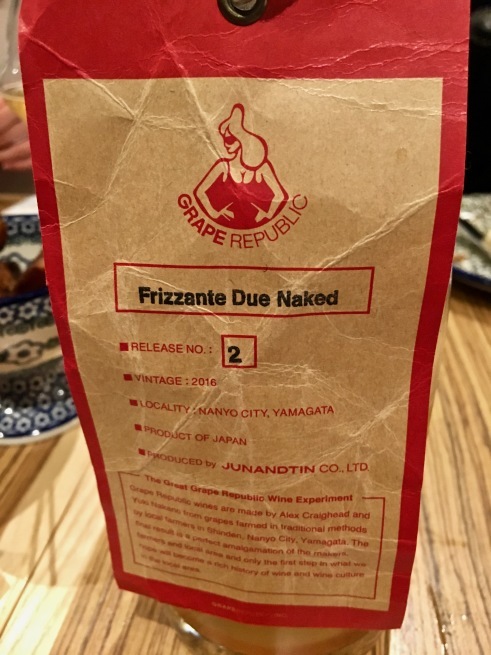 GRAPE REPUBLIC
Frizzante Due Naked
RELEASE NO. : 2
VINTAGE : 2016
LOCALITY : NANYO CITY, YAMAGATA
PRODUCT OF JAPAN
PRODUCED by JUNANDTIN CO., LTD
The Great Grape Republic Wine Experiment
Grape Republic wines are made by Alex Craighead and
Yuki Nakano from grapes farmed in traditional methods
by local farmers in Shinden, Nanyo City, Yamagata. The
final result is a perfect amalgamation of the makers,
farmers and local area and only the first step in what we
hope will become a rich history of wine and wine culture
in the local area.